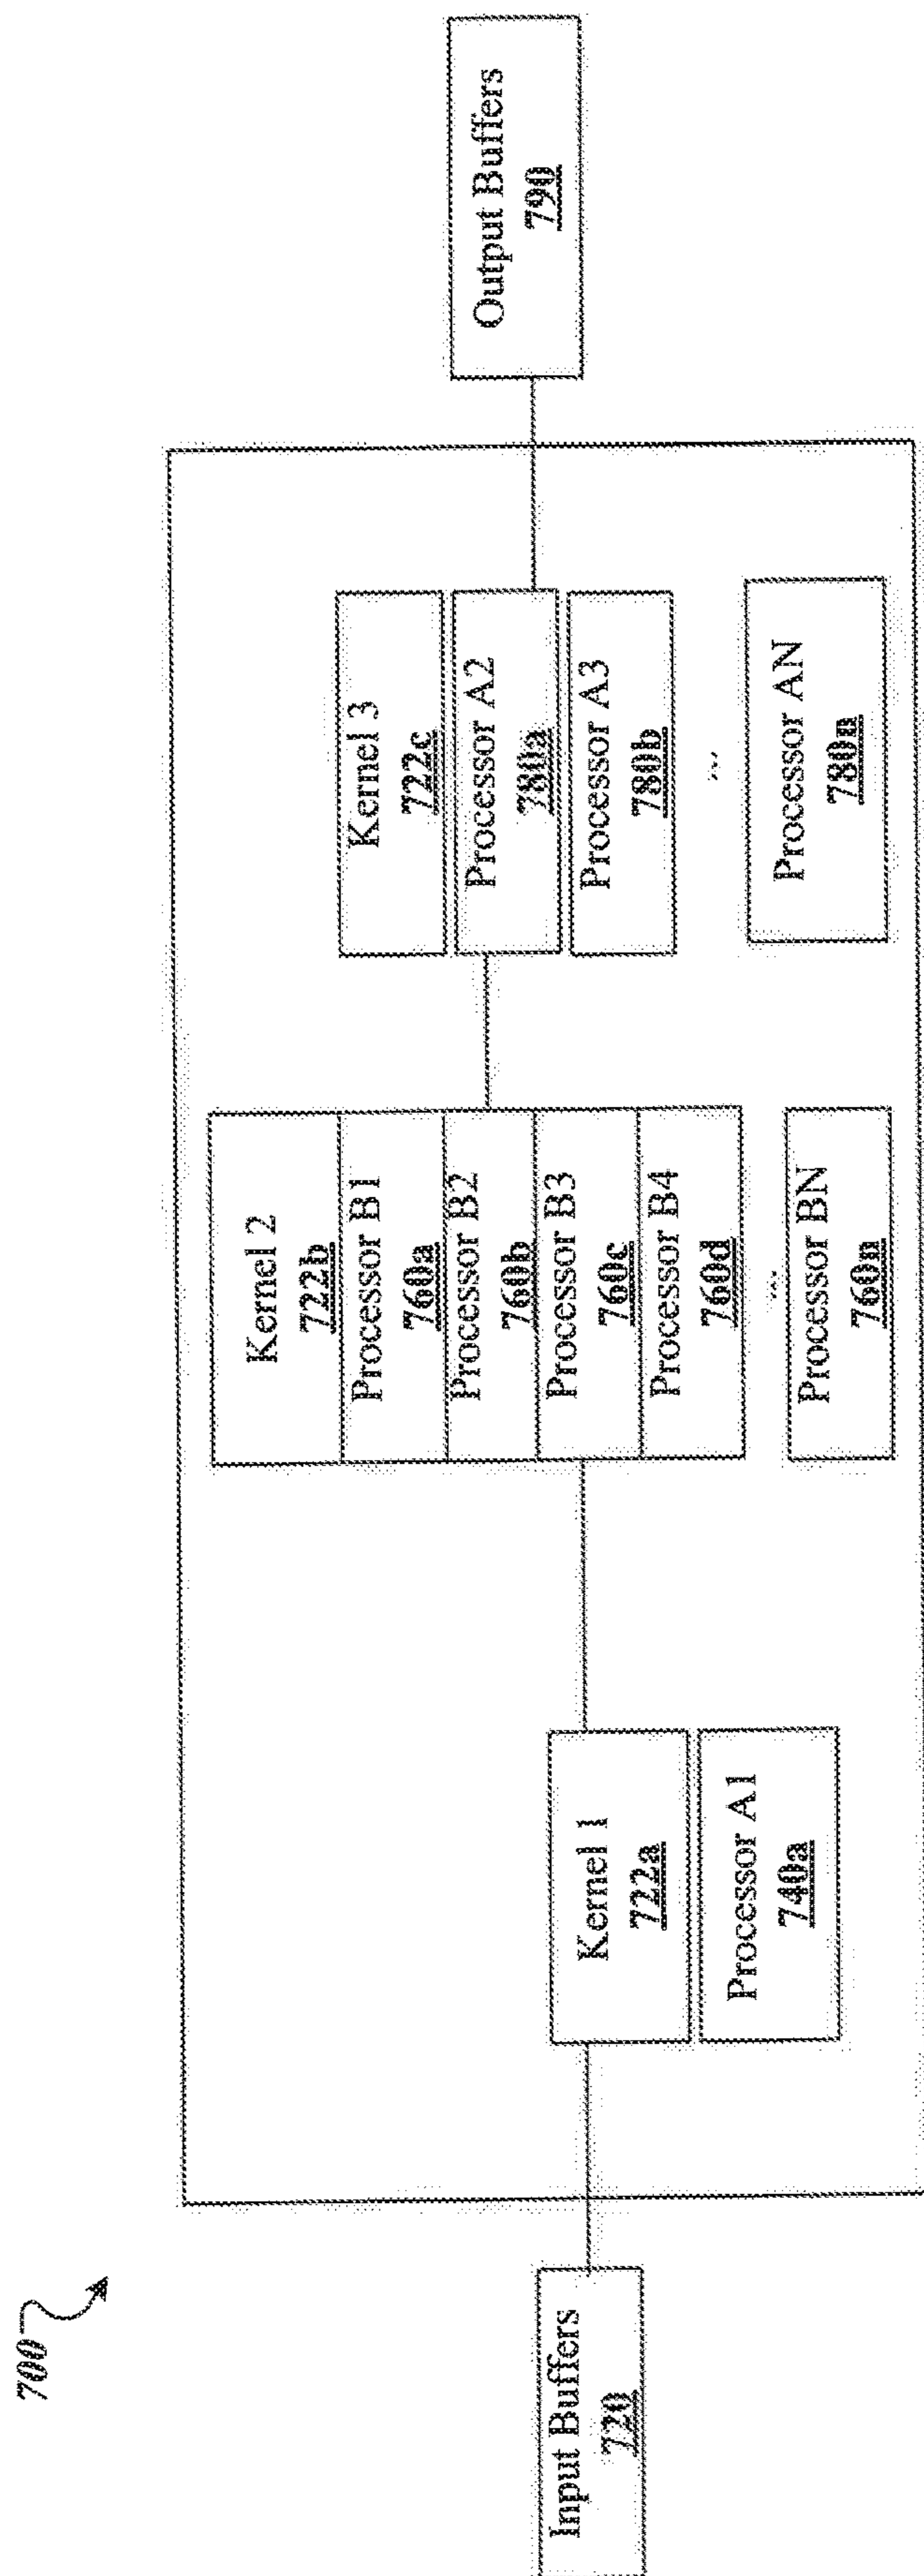 700
Input Buffers
720
Kernel 1
722a
Processor A1
740a
Kernel 2
722b
Processor B1
760a
Processor B2
760b
Processor B3
760c
Processor B4
760d
...
Processor BN
760n
Kernel 3
722c
Processor A2
780a
Processor A3
780b
...
Processor AN
780n
Output Buffers
790